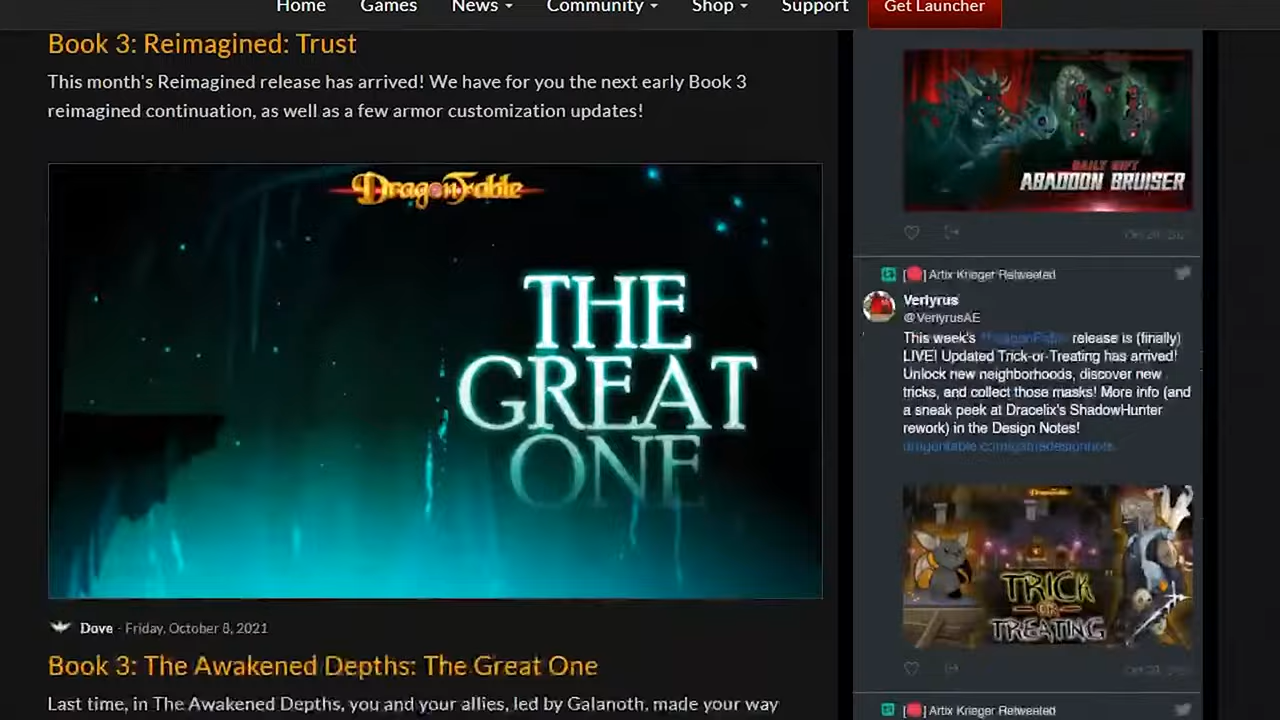 Home Games News Community Shop Support Get Launcher
Book 3: Reimagined: Trust
This month's Reimagined release has arrived! We have for you the next early Book 3
reimagined continuation, as well as a few armor customization updates!
DragonFable
THE
GREAT
ONE
Dave - Friday, October 8, 2021
Book 3: The Awakened Depths: The Great One
Last time, in The Awakened Depths, you and your allies, led by Galanoth, made your way
DAILY GIFT
ABADDON BRUISER
[ ] Artix Krieger Retweeted
Verlyrus
@VerlyrusAE
This week's release is (finally)
LIVE! Updated Trick-or-Treating has arrived!
Unlock new neighborhoods, discover new
tricks, and collect those masks! More info (and
a sneak peek at Dracelix's ShadowHunter
rework) in the Design Notes!
DragonFable
TRICK
OR
TREATING
[ ] Artix Krieger Retweeted